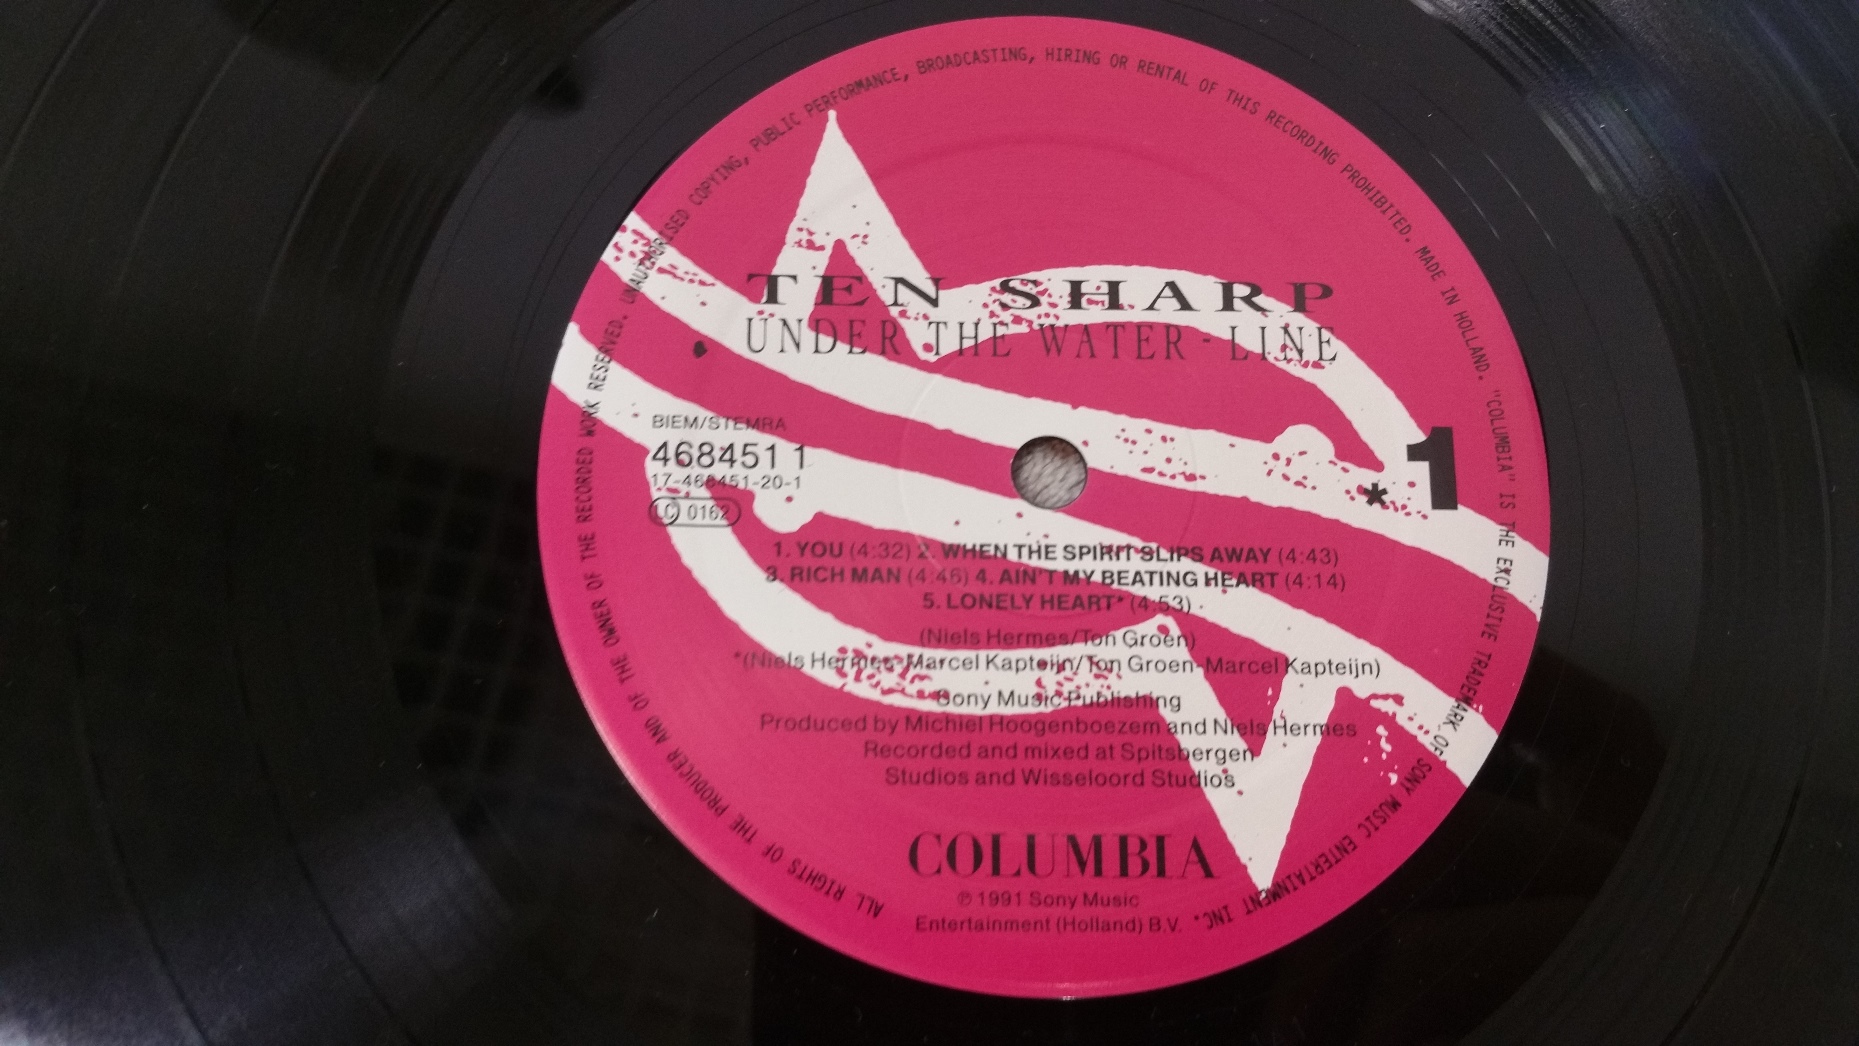 TEN SHARP
UNDER THE WATER-LINE
BIEM/STEMRA
468451 1
17-468451-20-1
LC 0162
* 1
1. YOU (4:32) 2. WHEN THE SPIRIT SLIPS AWAY (4:43)
3. RICH MAN (4:46) 4. AIN'T MY BEATING HEART (4:14)
5. LONELY HEART* (4:53)
(Niels Hermes/Ton Groen)
*(Niels Hermes-Marcel Kapteijn/Ton Groen-Marcel Kapteijn)
Sony Music Publishing
Produced by Michiel Hoogenboezem and Niels Hermes
Recorded and mixed at Spitsbergen
Studios and Wisseloord Studios
COLUMBIA
℗ 1991 Sony Music
Entertainment (Holland) B.V.
ALL RIGHTS OF THE PRODUCER AND OF THE OWNER OF THE RECORDED WORK RESERVED. UNAUTHORISED COPYING, PUBLIC PERFORMANCE, BROADCASTING, HIRING OR RENTAL OF THIS RECORDING PROHIBITED. MADE IN HOLLAND. "COLUMBIA" IS THE EXCLUSIVE TRADEMARK OF SONY MUSIC ENTERTAINMENT INC.